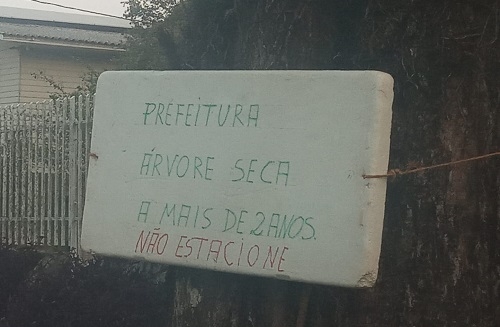 PREFEITURA
ÁRVORE SECA
A MAIS DE 2 ANOS.
NÃO ESTACIONE